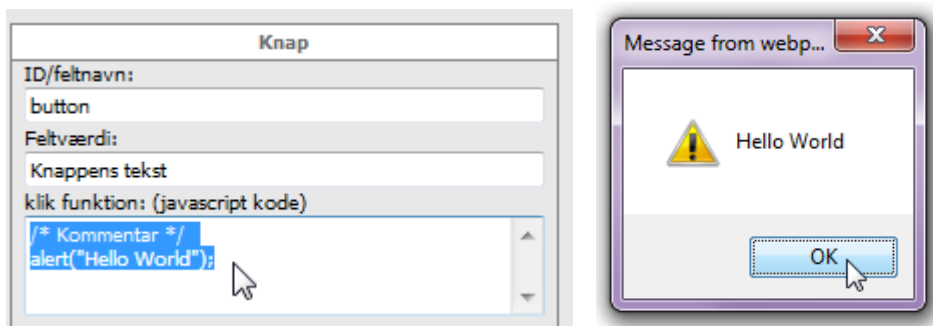 Knap
ID/feltnavn:
button
Feltværdi:
Knappens tekst
klik funktion: (javascript kode)
/* Kommentar */
alert("Hello World");
Message from webp...
Hello World
OK